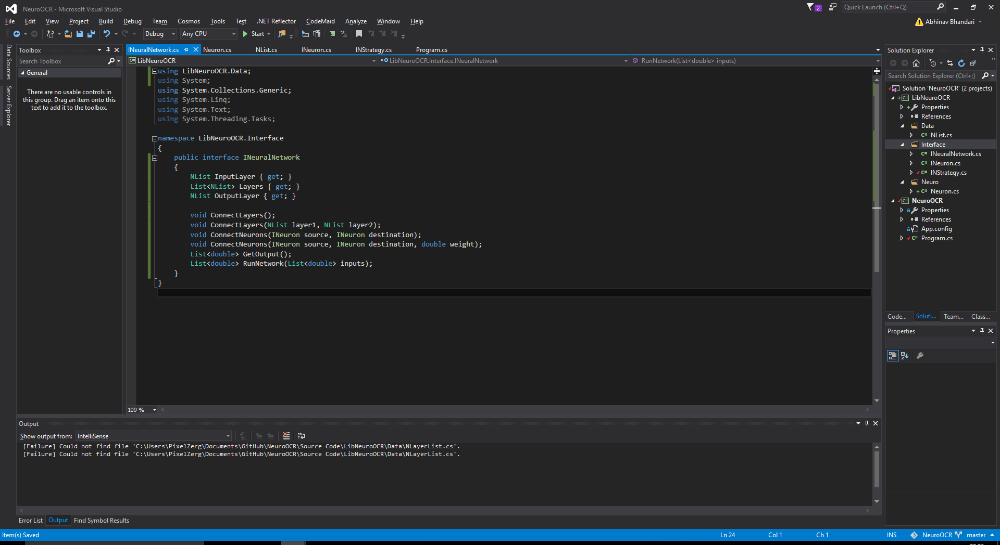 NeuroOCR - Microsoft Visual Studio
2
Quick Launch (Ctrl+Q)
File Edit View Project Build Debug Team Cosmos Tools Test .NET Reflector CodeMaid Analyze Window Help
Abhinav Bhandari
Debug Any CPU Start
Data Sources
Server Explorer
Toolbox
Search Toolbox
General
There are no usable controls in
this group. Drag an item onto this
text to add it to the toolbox.
INeuralNetwork.cs Neuron.cs NList.cs INeuron.cs INStrategy.cs Program.cs
LibNeuroOCR LibNeuroOCR.Interface.INeuralNetwork RunNetwork(List<double> inputs)
using LibNeuroOCR.Data;
using System;
using System.Collections.Generic;
using System.Linq;
using System.Text;
using System.Threading.Tasks;
namespace LibNeuroOCR.Interface
{
public interface INeuralNetwork
{
NList InputLayer { get; }
List<NList> Layers { get; }
NList OutputLayer { get; }
void ConnectLayers();
void ConnectLayers(NList layer1, NList layer2);
void ConnectNeurons(INeuron source, INeuron destination);
void ConnectNeurons(INeuron source, INeuron destination, double weight);
List<double> GetOutput();
List<double> RunNetwork(List<double> inputs);
}
}
109 %
Solution Explorer
Search Solution Explorer (Ctrl+;)
Solution 'NeuroOCR' (2 projects)
LibNeuroOCR
Properties
References
Data
NList.cs
Interface
INeuralNetwork.cs
INeuron.cs
INStrategy.cs
Neuro
Neuron.cs
NeuroOCR
Properties
References
App.config
Program.cs
Code... Soluti... Team... Class...
Properties
Output
Show output from: IntelliSense
[Failure] Could not find file 'C:\Users\PixelZerg\Documents\GitHub\NeuroOCR\Source Code\LibNeuroOCR\Data\NLayerList.cs'.
[Failure] Could not find file 'C:\Users\PixelZerg\Documents\GitHub\NeuroOCR\Source Code\LibNeuroOCR\Data\NLayerList.cs'.
Error List Output Find Symbol Results
Item(s) Saved Ln 24 Col 1 Ch 1 INS NeuroOCR master